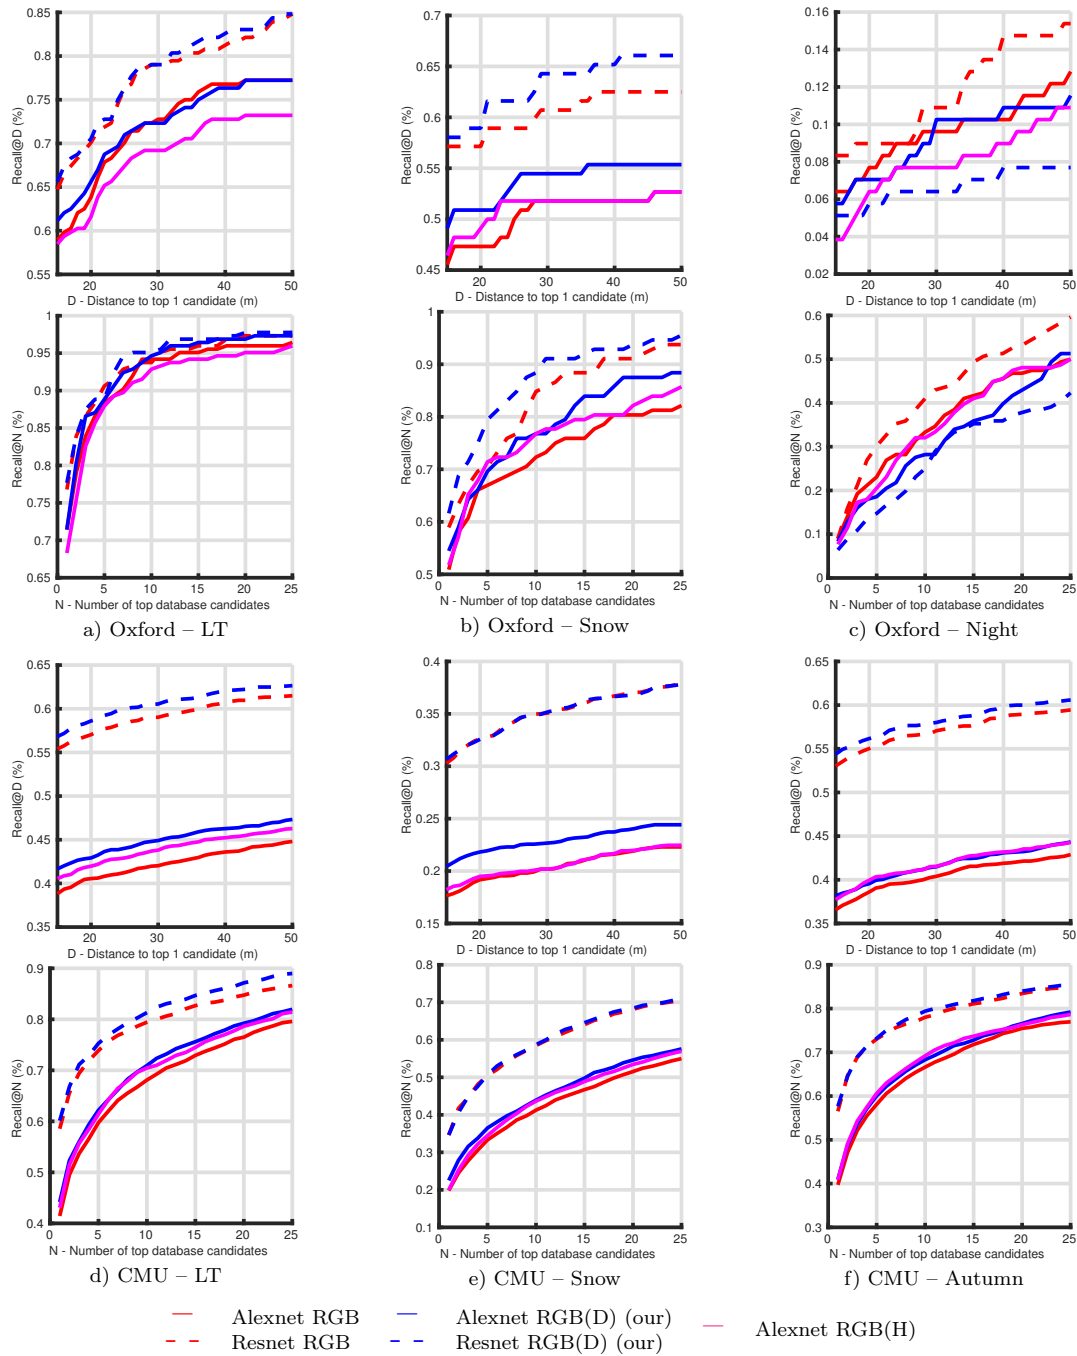 0.85
0.8
0.75
0.7
0.65
0.6
0.55
Recall@D (%)
20 30 40 50
D - Distance to top 1 candidate (m)
0.7
0.65
0.6
0.55
0.5
0.45
Recall@D (%)
20 30 40 50
D - Distance to top 1 candidate (m)
0.16
0.14
0.12
0.1
0.08
0.06
0.04
0.02
Recall@D (%)
20 30 40 50
D - Distance to top 1 candidate (m)
1
0.95
0.9
0.85
0.8
0.75
0.7
0.65
Recall@N (%)
0 5 10 15 20 25
N - Number of top database candidates
a) Oxford – LT
1
0.9
0.8
0.7
0.6
0.5
Recall@N (%)
0 5 10 15 20 25
N - Number of top database candidates
b) Oxford – Snow
0.6
0.5
0.4
0.3
0.2
0.1
0
Recall@N (%)
0 5 10 15 20 25
N - Number of top database candidates
c) Oxford – Night
0.65
0.6
0.55
0.5
0.45
0.4
0.35
Recall@D (%)
20 30 40 50
D - Distance to top 1 candidate (m)
0.4
0.35
0.3
0.25
0.2
0.15
Recall@D (%)
20 30 40 50
D - Distance to top 1 candidate (m)
0.65
0.6
0.55
0.5
0.45
0.4
0.35
Recall@D (%)
20 30 40 50
D - Distance to top 1 candidate (m)
0.9
0.8
0.7
0.6
0.5
0.4
Recall@N (%)
0 5 10 15 20 25
N - Number of top database candidates
d) CMU – LT
0.8
0.7
0.6
0.5
0.4
0.3
0.2
0.1
Recall@N (%)
0 5 10 15 20 25
N - Number of top database candidates
e) CMU – Snow
0.9
0.8
0.7
0.6
0.5
0.4
0.3
Recall@N (%)
0 5 10 15 20 25
N - Number of top database candidates
f) CMU – Autumn
Alexnet RGB
Resnet RGB
Alexnet RGB(D) (our)
Resnet RGB(D) (our)
Alexnet RGB(H)